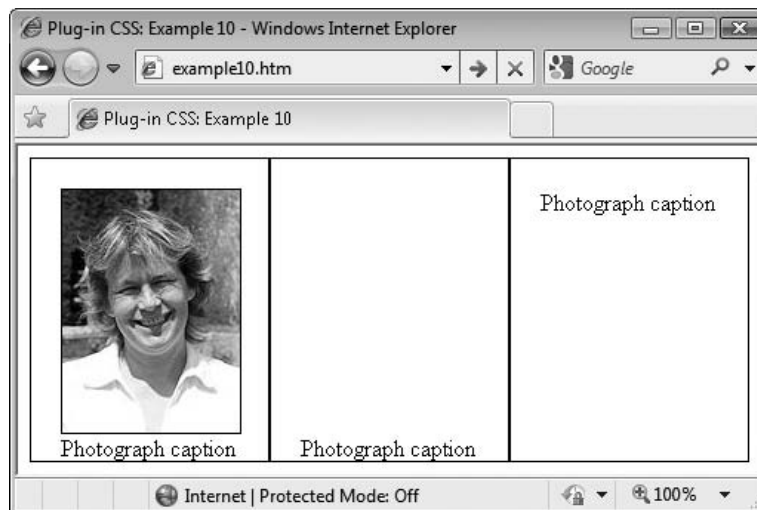 Plug-in CSS: Example 10 - Windows Internet Explorer
example10.htm
Google
Plug-in CSS: Example 10
Photograph caption
Photograph caption
Photograph caption
Internet | Protected Mode: Off
100%